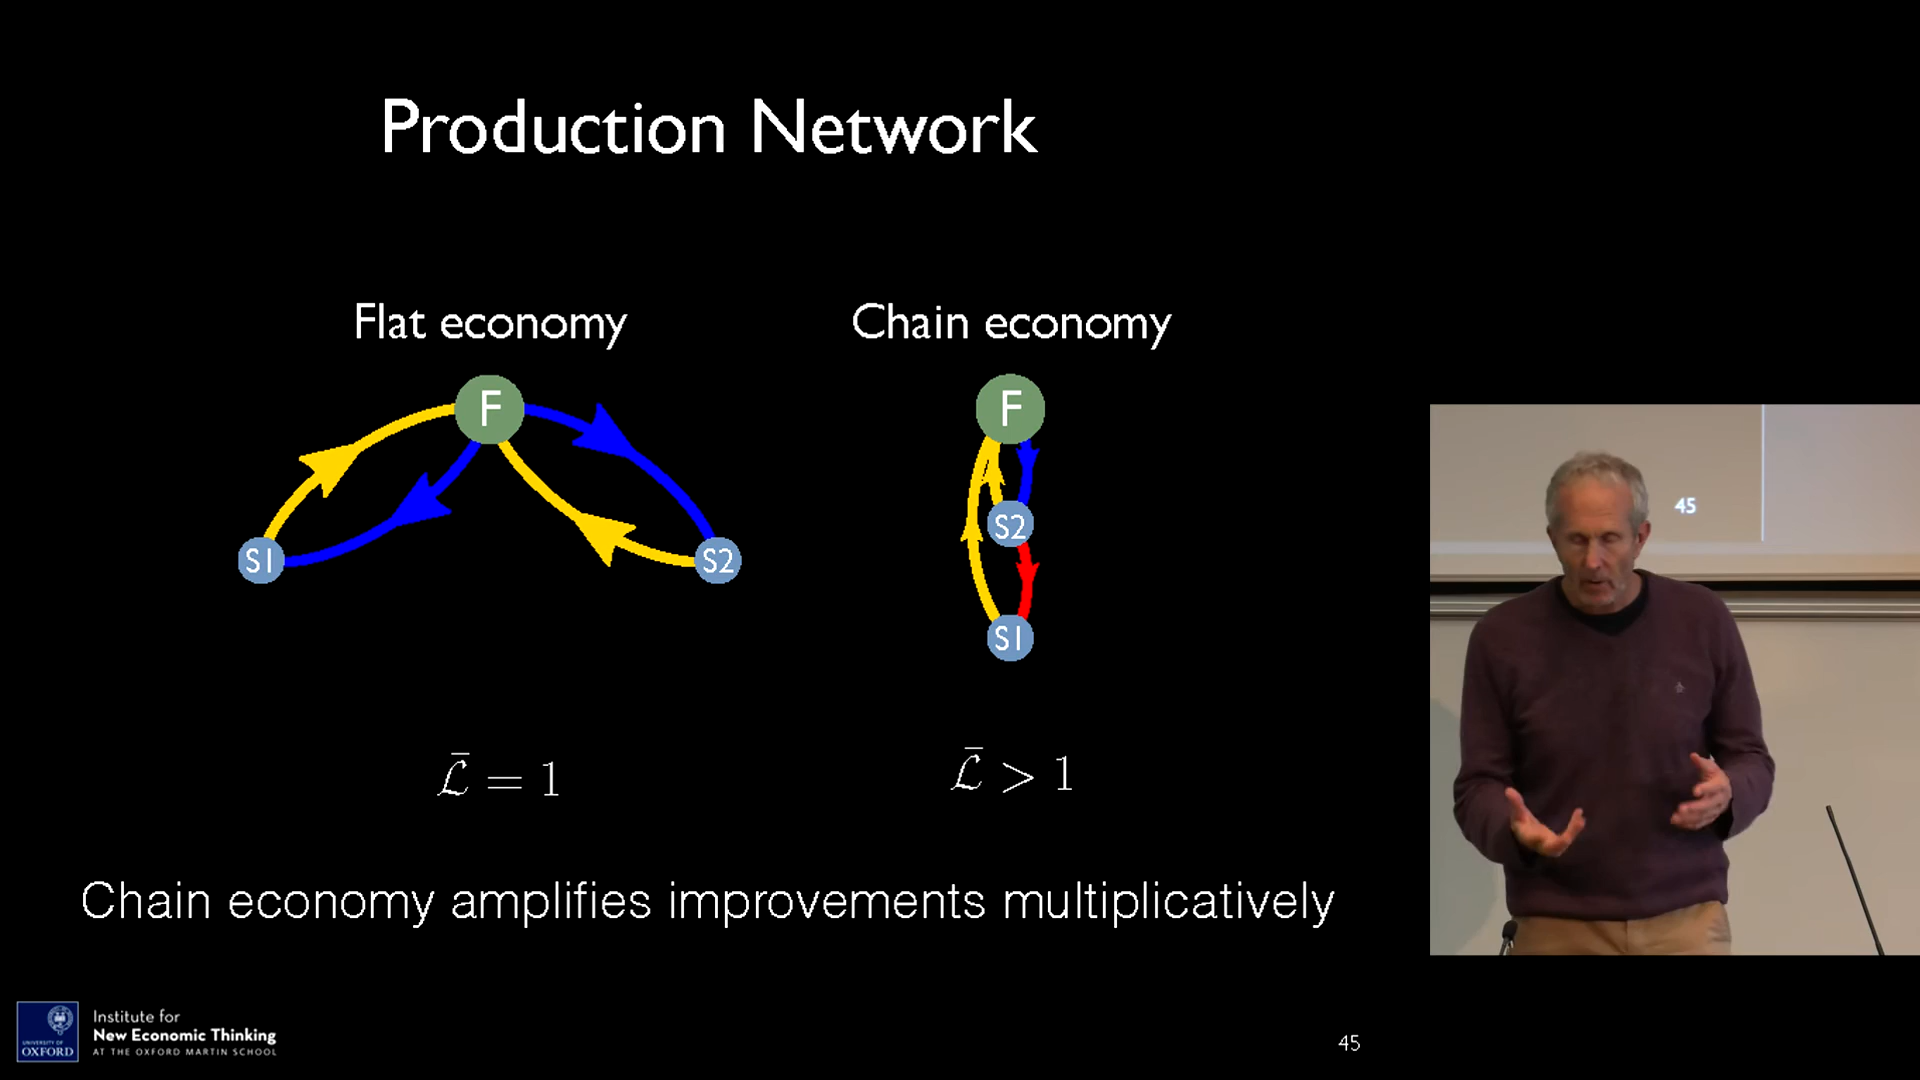 Production Network
Flat economy
Chain economy
F
S1
S2
F
S2
S1
$\bar{\mathcal{L}} = 1$
$\bar{\mathcal{L}} > 1$
Chain economy amplifies improvements multiplicatively
45
UNIVERSITY OF
OXFORD
Institute for
New Economic Thinking
AT THE OXFORD MARTIN SCHOOL
45